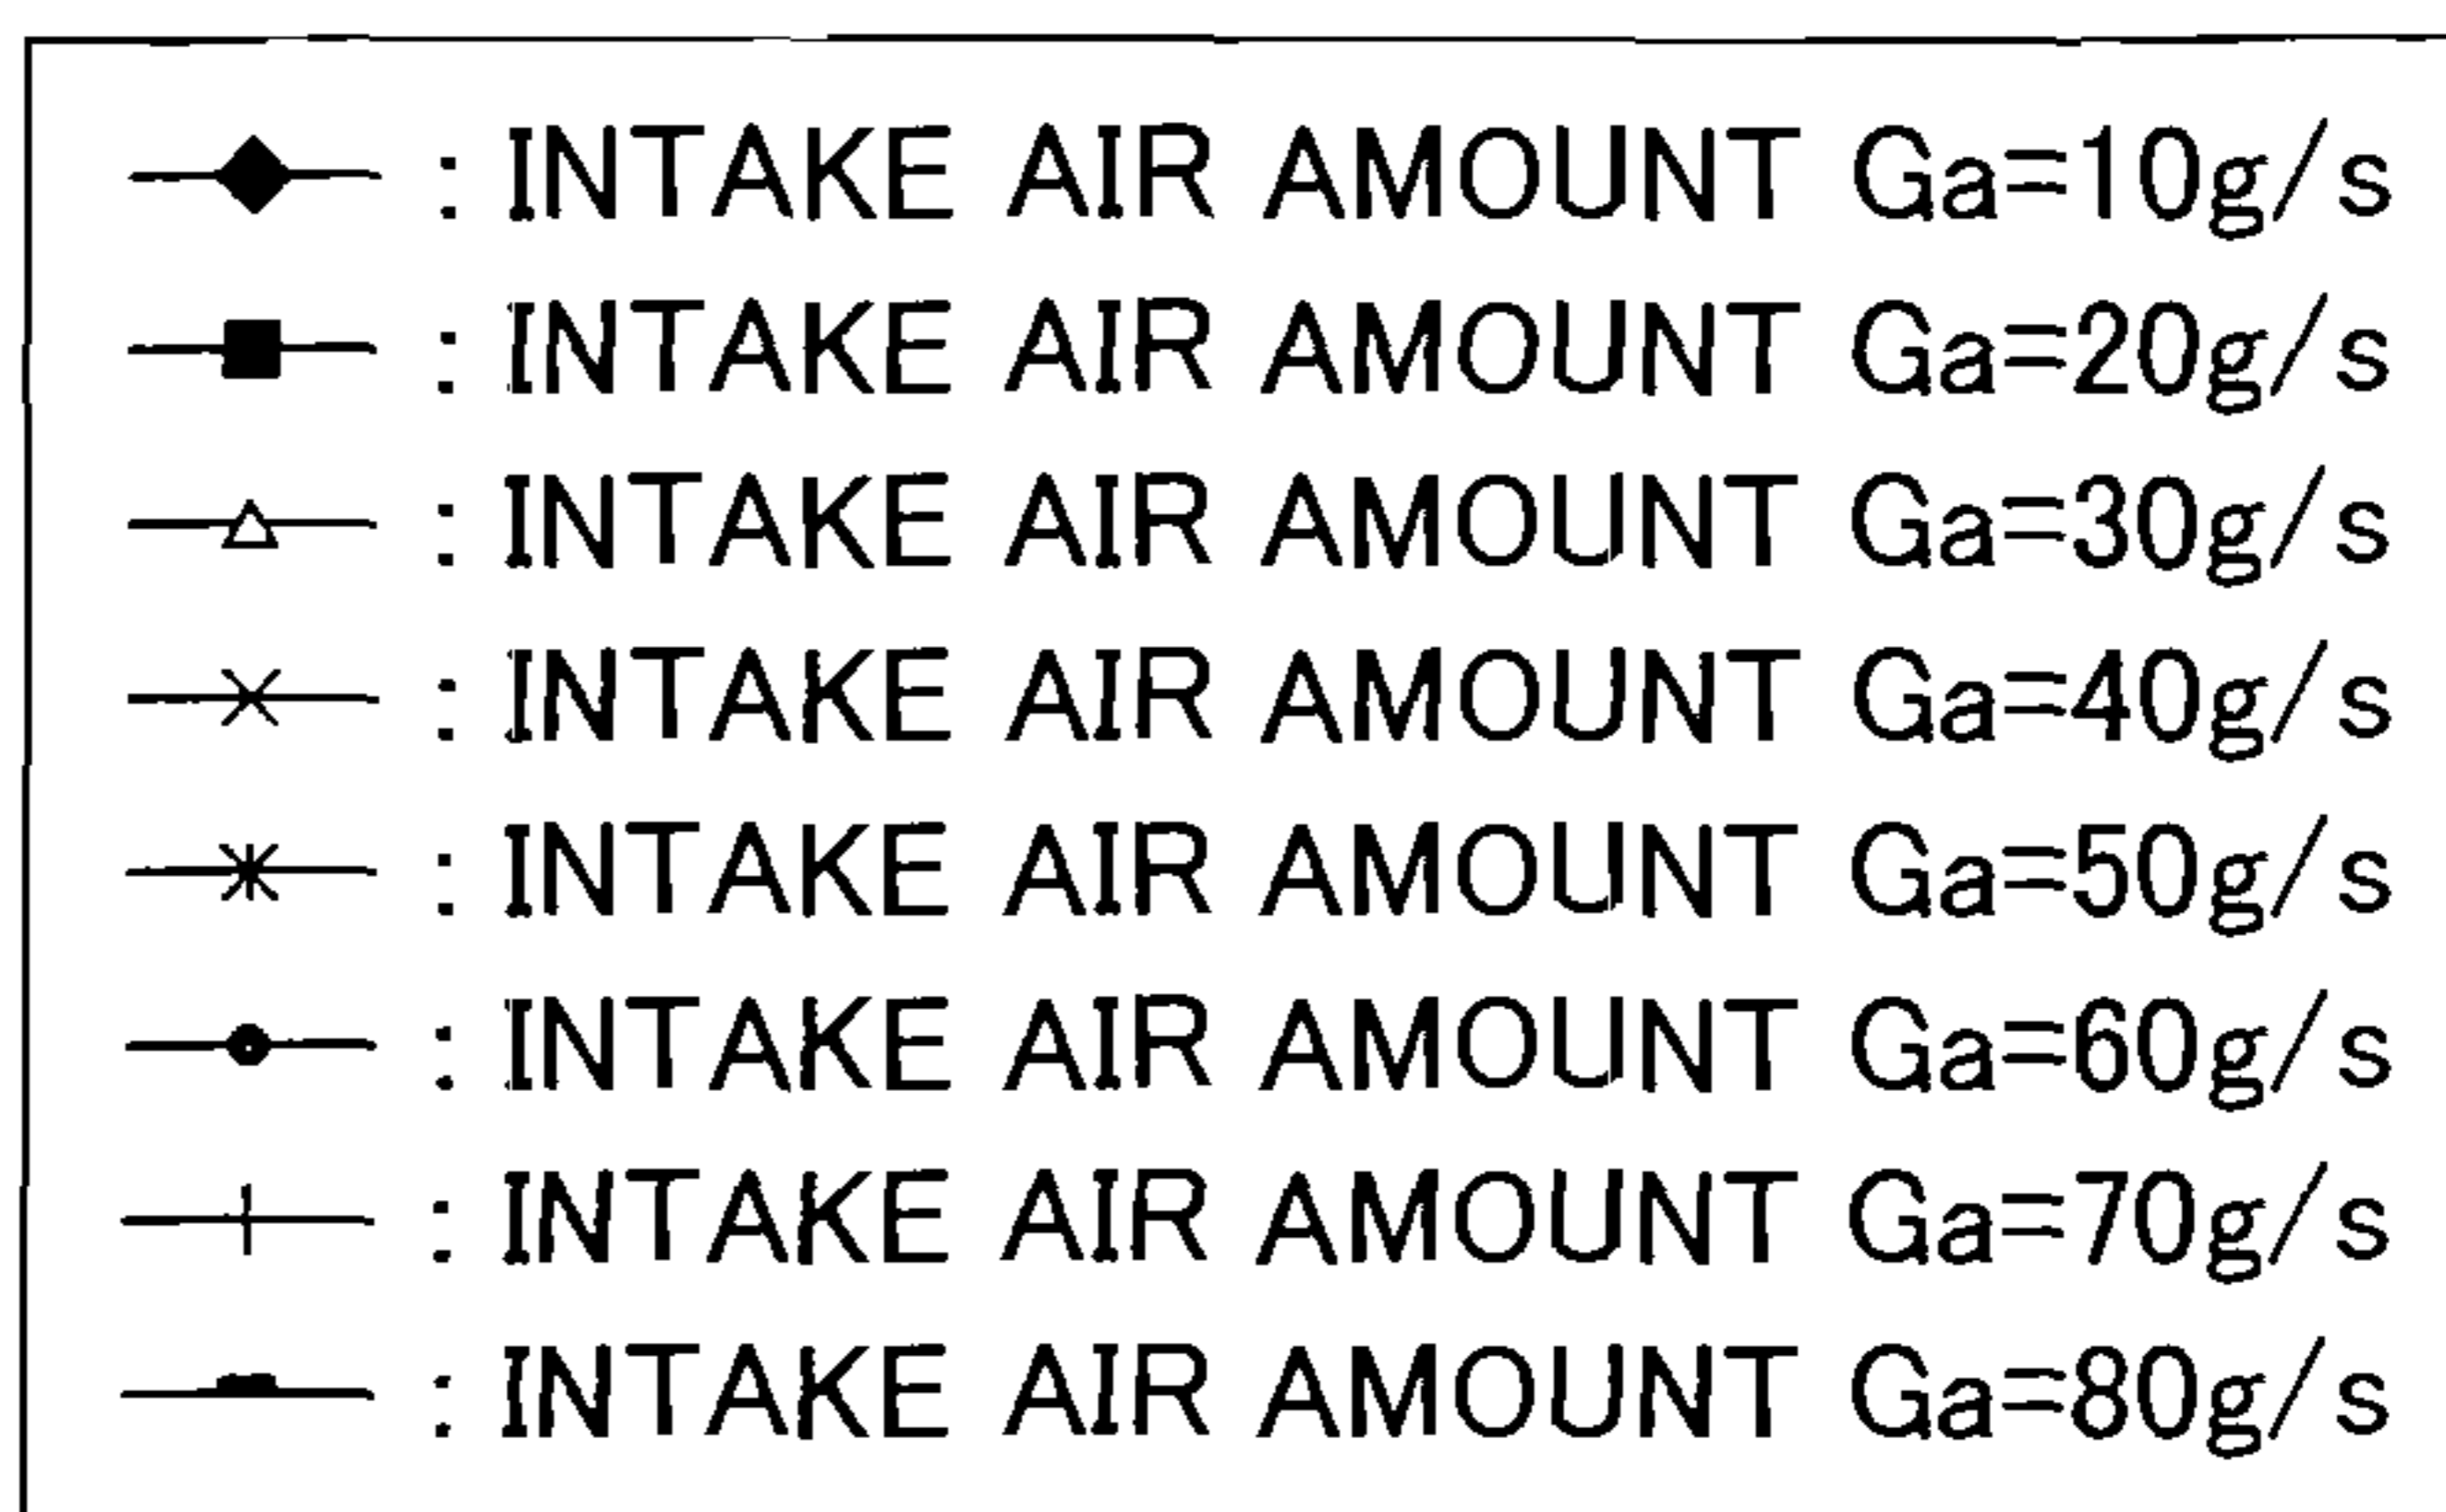 : INTAKE AIR AMOUNT Ga=10g/s
: INTAKE AIR AMOUNT Ga=20g/s
: INTAKE AIR AMOUNT Ga=30g/s
: INTAKE AIR AMOUNT Ga=40g/s
: INTAKE AIR AMOUNT Ga=50g/s
: INTAKE AIR AMOUNT Ga=60g/s
: INTAKE AIR AMOUNT Ga=70g/s
: INTAKE AIR AMOUNT Ga=80g/s